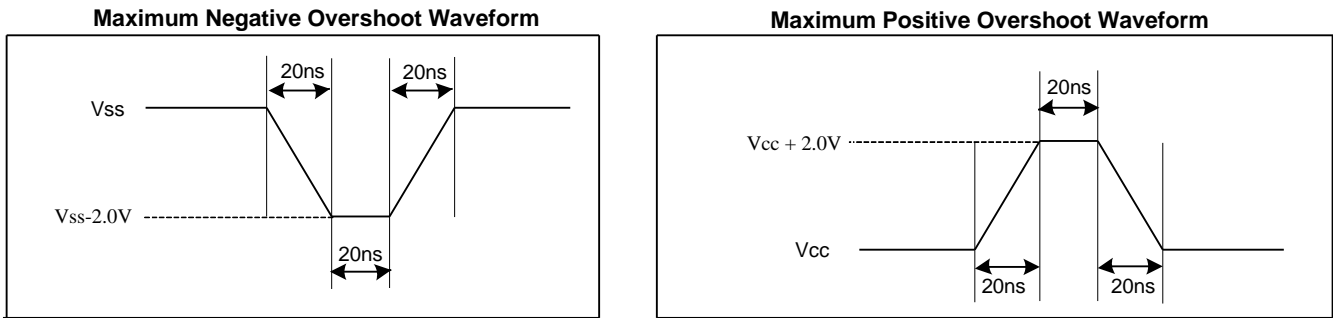 Maximum Negative Overshoot Waveform
20ns
20ns
Vss
Vss-2.0V
20ns
Maximum Positive Overshoot Waveform
20ns
Vcc + 2.0V
Vcc
20ns
20ns